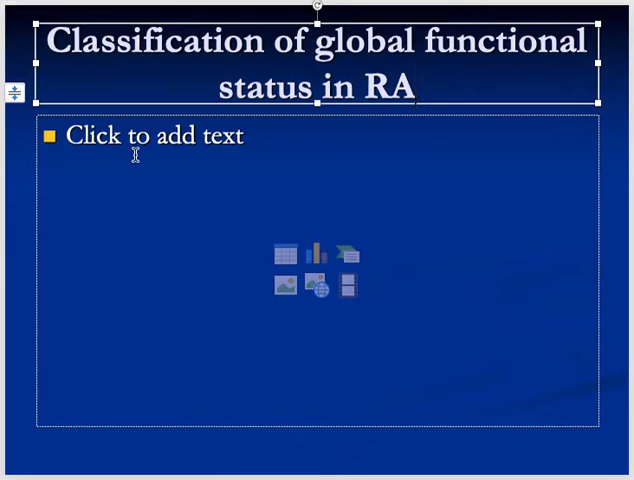 Classification of global functional
status in RA
Click to add text